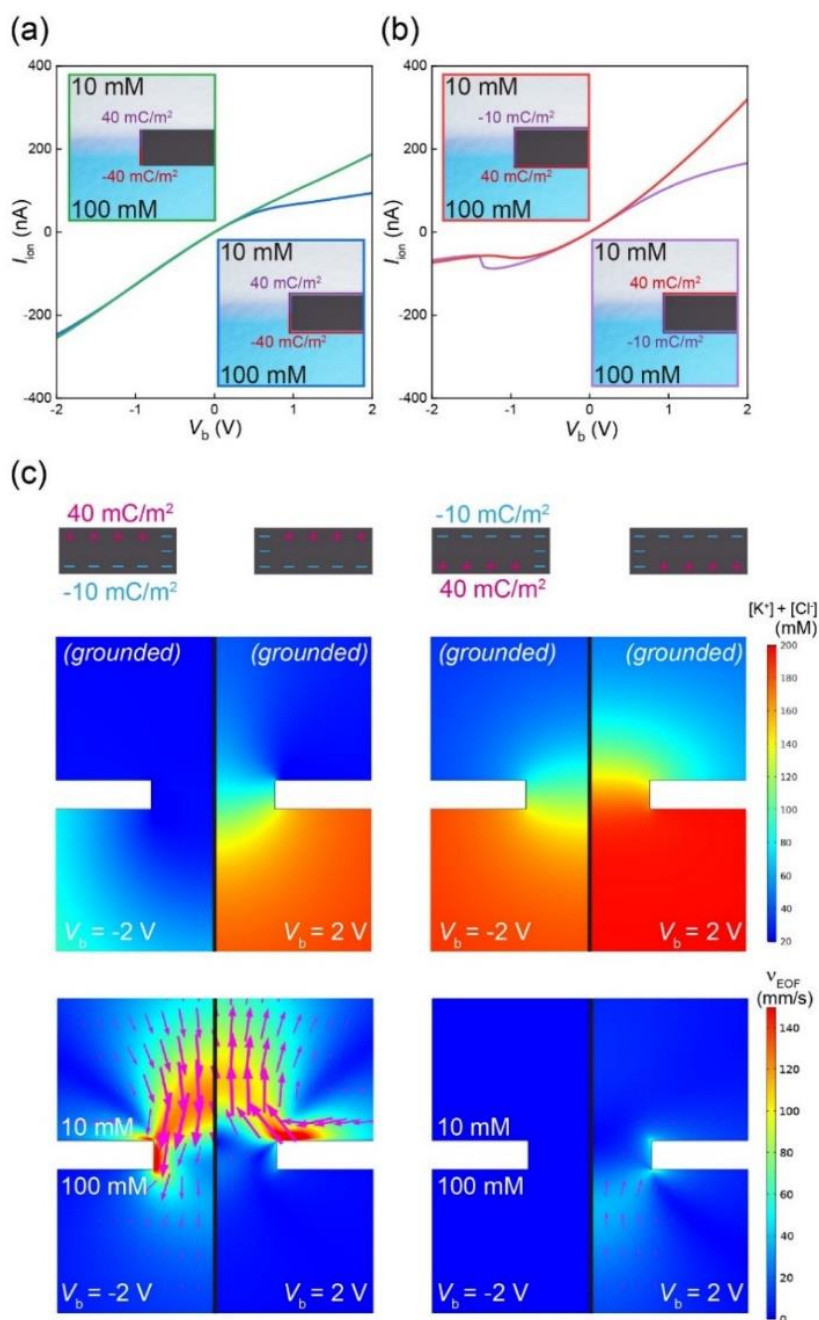 (a)
400
200
0
-200
-400
I_ion (nA)
-2
-1
0
1
2
V_b (V)
10 mM
40 mC/m²
-40 mC/m²
100 mM
10 mM
40 mC/m²
-40 mC/m²
100 mM
(b)
400
200
0
-200
-400
I_ion (nA)
-2
-1
0
1
2
V_b (V)
10 mM
-10 mC/m²
40 mC/m²
100 mM
10 mM
40 mC/m²
-10 mC/m²
100 mM
(c)
40 mC/m²
-10 mC/m²
-10 mC/m²
40 mC/m²
(grounded)
(grounded)
V_b = -2 V
V_b = 2 V
(grounded)
(grounded)
V_b = -2 V
V_b = 2 V
[K⁺] + [Cl⁻]
(mM)
200
180
160
140
120
100
80
60
40
20
10 mM
100 mM
V_b = -2 V
V_b = 2 V
10 mM
100 mM
V_b = -2 V
V_b = 2 V
ν_EOF
(mm/s)
140
120
100
80
60
40
20
0